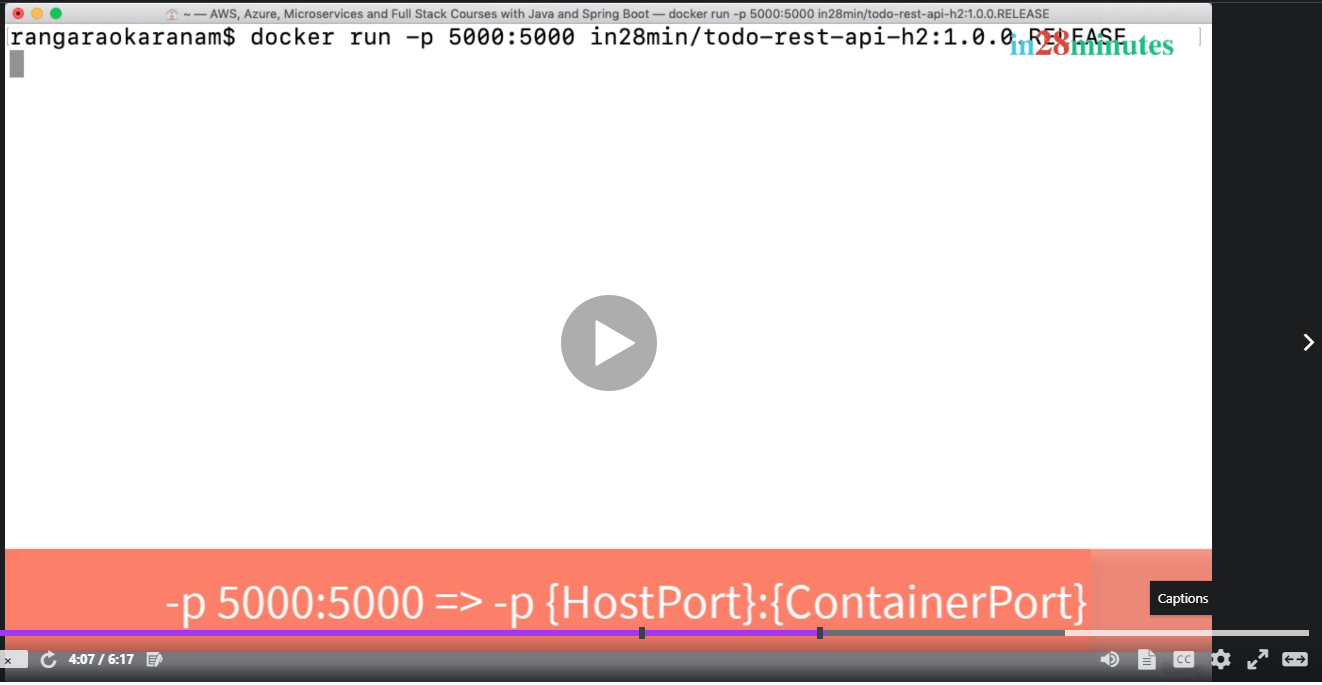 ~ — AWS, Azure, Microservices and Full Stack Courses with Java and Spring Boot — docker run -p 5000:5000 in28min/todo-rest-api-h2:1.0.0.RELEASE
rangaraokaranam$ docker run -p 5000:5000 in28min/todo-rest-api-h2:1.0.0.RELEASE
in28minutes
-p 5000:5000 => -p {HostPort}:{ContainerPort}
Captions
x
4:07 / 6:17
CC